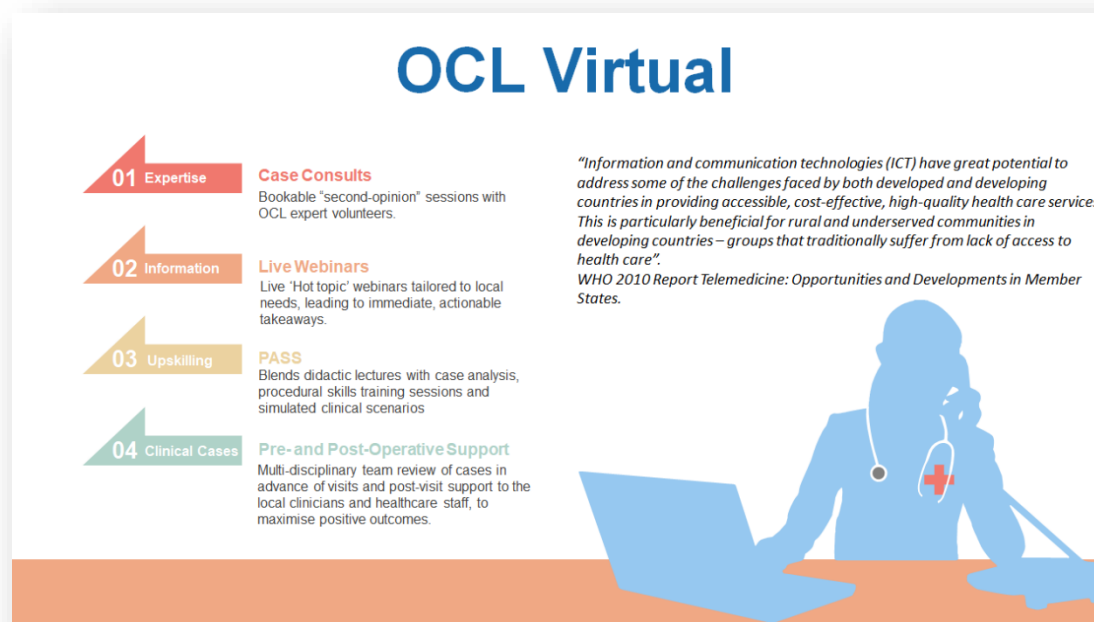 OCL Virtual
01 Expertise
Case Consults
Bookable “second-opinion” sessions with
OCL expert volunteers.
02 Information
Live Webinars
Live ‘Hot topic’ webinars tailored to local
needs, leading to immediate, actionable
takeaways.
03 Upskilling
PASS
Blends didactic lectures with case analysis,
procedural skills training sessions and
simulated clinical scenarios
04 Clinical Cases
Pre- and Post-Operative Support
Multi-disciplinary team review of cases in
advance of visits and post-visit support to the
local clinicians and healthcare staff, to
maximise positive outcomes.
“Information and communication technologies (ICT) have great potential to
address some of the challenges faced by both developed and developing
countries in providing accessible, cost-effective, high-quality health care services
This is particularly beneficial for rural and underserved communities in
developing countries – groups that traditionally suffer from lack of access to
health care”.
WHO 2010 Report Telemedicine: Opportunities and Developments in Member
States.